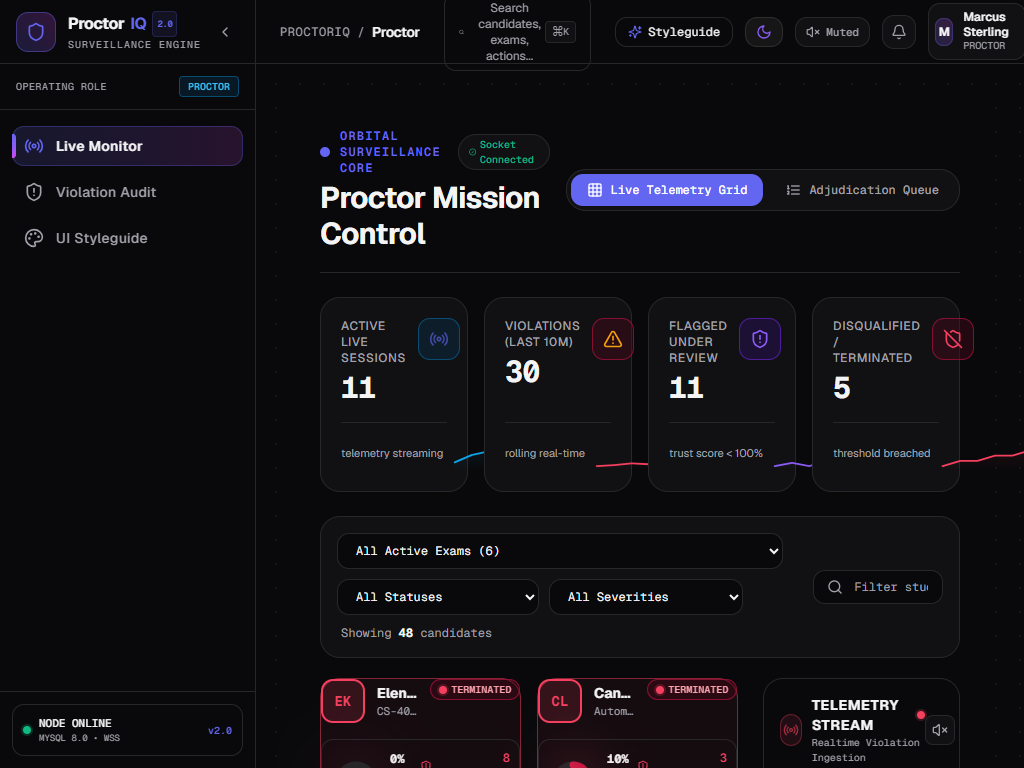 Proctor IQ 2.0
SURVEILLANCE ENGINE
OPERATING ROLE
PROCTOR
Live Monitor
Violation Audit
UI Styleguide
NODE ONLINE
MYSQL 8.0 • WSS
v2.0
PROCTORIQ / Proctor
Search
candidates,
exams,
actions...
⌘K
Styleguide
Muted
M
Marcus
Sterling
PROCTOR
ORBITAL
SURVEILLANCE
CORE
Socket
Connected
Proctor Mission
Control
Live Telemetry Grid
Adjudication Queue
ACTIVE
LIVE
SESSIONS
11
telemetry streaming
VIOLATIONS
(LAST 10M)
30
rolling real-time
FLAGGED
UNDER
REVIEW
11
trust score < 100%
DISQUALIFIED
/
TERMINATED
5
threshold breached
All Active Exams (6)
All Statuses
All Severities
Filter stu
Showing 48 candidates
EK
Elen...
CS-40...
TERMINATED
0%
8
CL
Can...
Autom...
TERMINATED
10%
3
TELEMETRY
STREAM
Realtime Violation
Ingestion